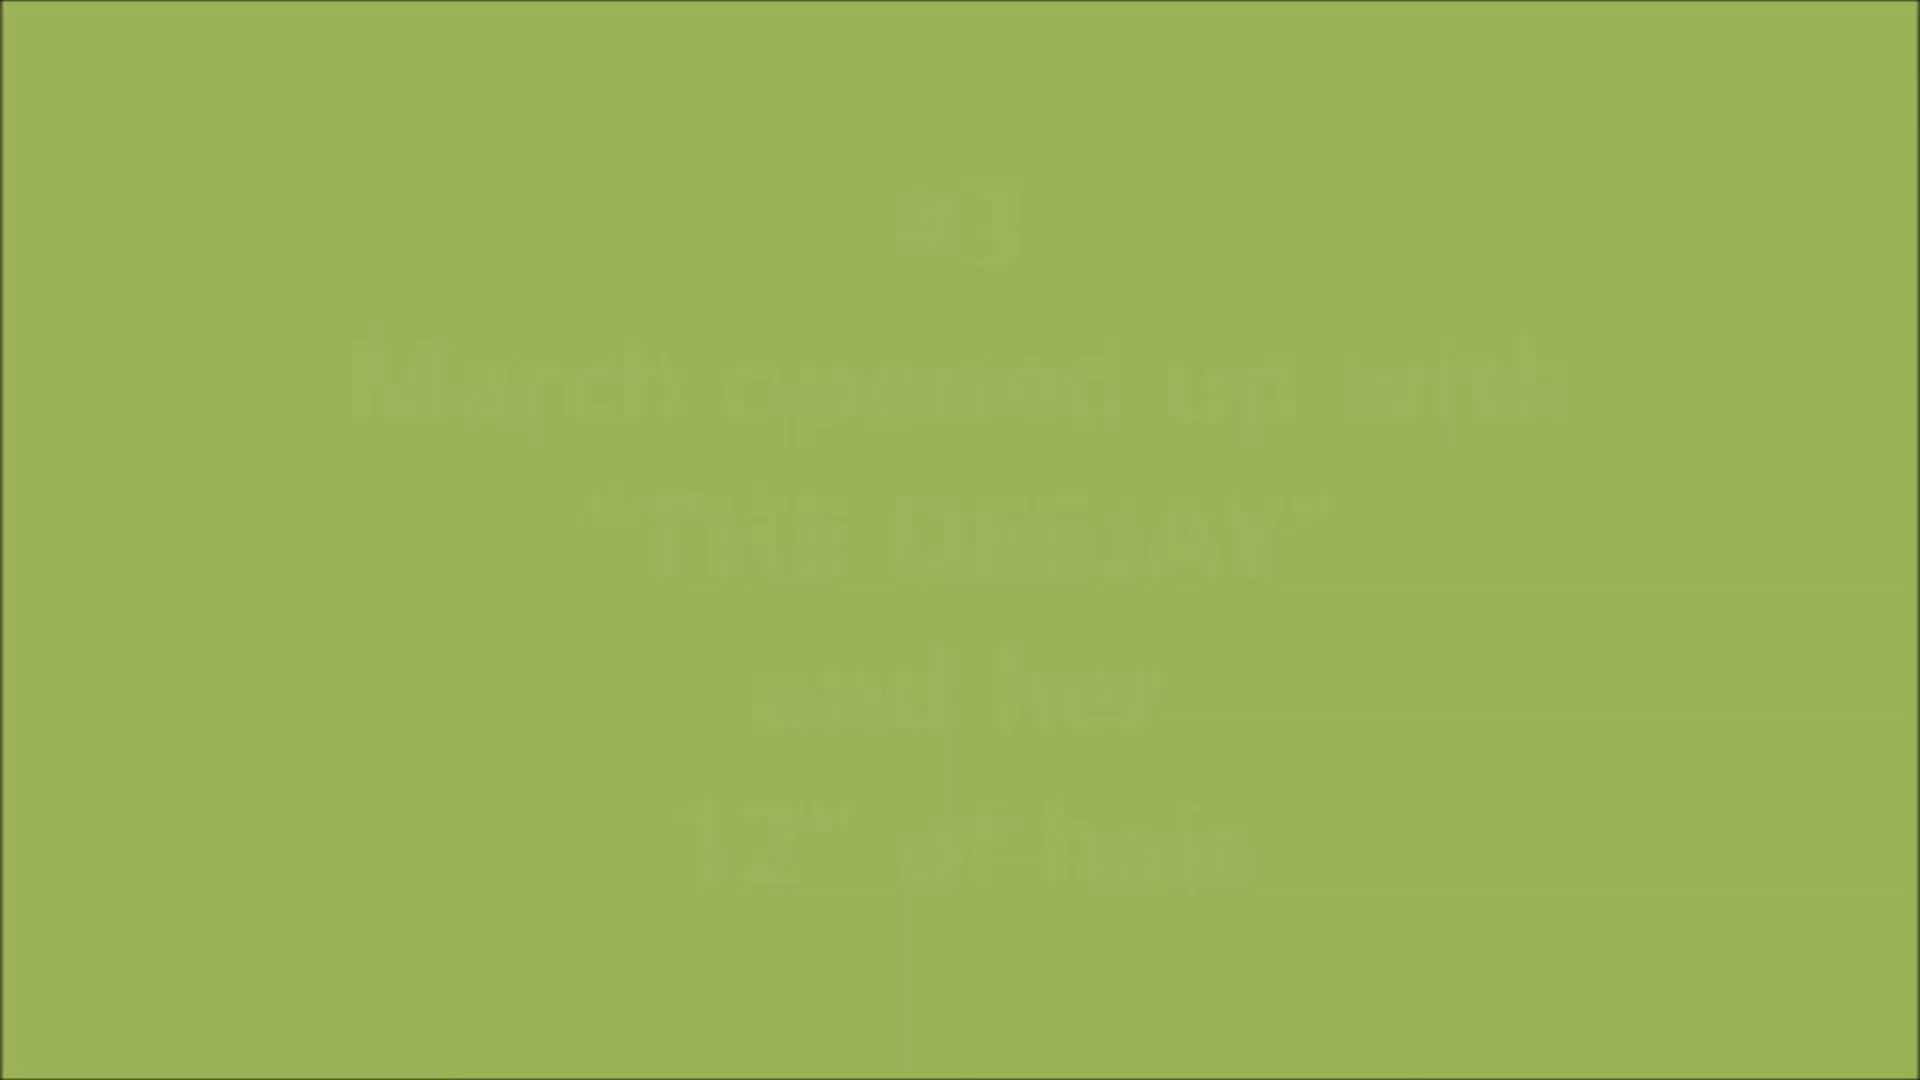 #3
March opened up with
"THE DEEJAY"
and her
12" of hair